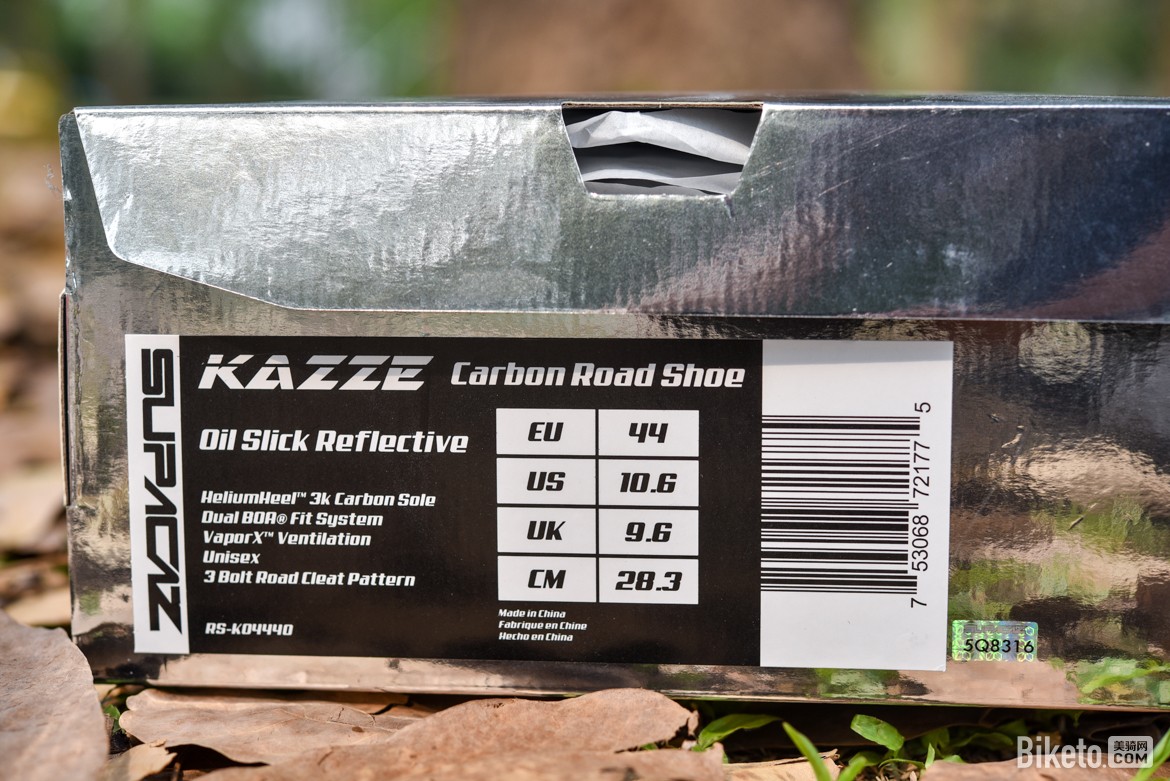 SUPACAZ
KAZZE Carbon Road Shoe
Oil Slick Reflective
HeliumHeel™ 3k Carbon Sole
Dual BOA® Fit System
VaporX™ Ventilation
Unisex
3 Bolt Road Cleat Pattern
RS-K04440
EU 44
US 10.6
UK 9.6
CM 28.3
Made in China
Fabrique en Chine
Hecho en China
7 53068 72177 5
5Q8316
Biketo 美骑网 .COM